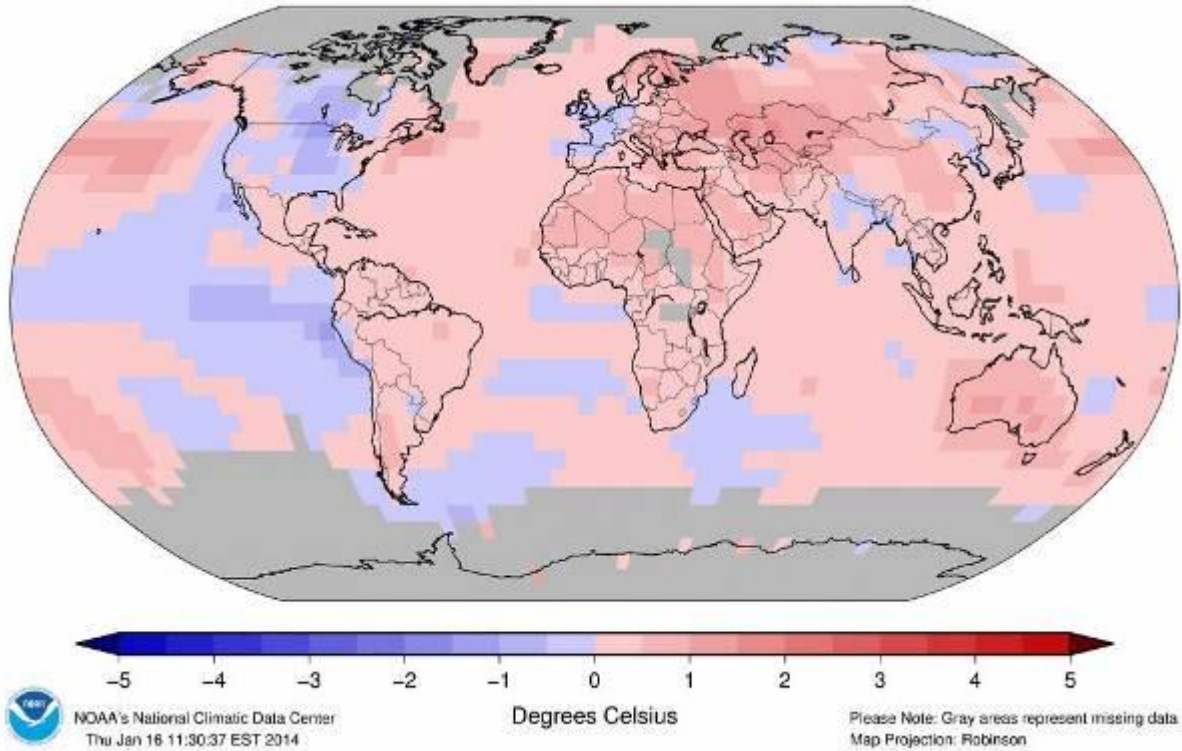 −5 −4 −3 −2 −1 0 1 2 3 4 5
Degrees Celsius
NOAA
NOAA's National Climatic Data Center
Thu Jan 16 11:30:37 EST 2014
Please Note: Gray areas represent missing data
Map Projection: Robinson